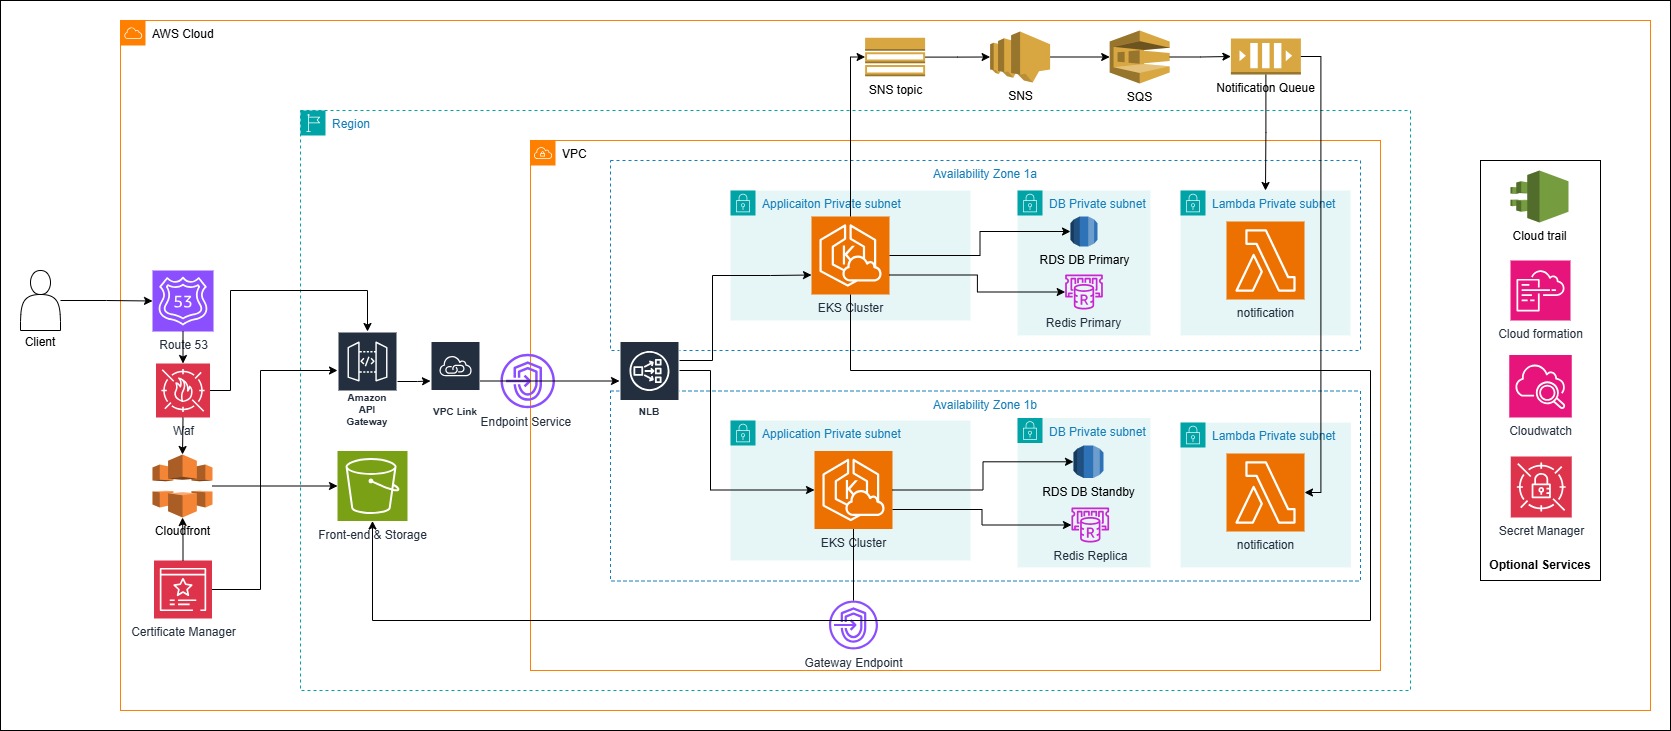 AWS Cloud
SNS topic
SNS
SQS
Notification Queue
Region
VPC
Availability Zone 1a
Applicaiton Private subnet
DB Private subnet
Lambda Private subnet
RDS DB Primary
R
Redis Primary
K
EKS Cluster
notification
Client
53
Route 53
Waf
Cloudfront
Certificate Manager
</>
Amazon
API
Gateway
VPC Link
Endpoint Service
NLB
Front-end & Storage
Availability Zone 1b
Application Private subnet
DB Private subnet
Lambda Private subnet
RDS DB Standby
R
Redis Replica
K
EKS Cluster
notification
Gateway Endpoint
Cloud trail
Cloud formation
Cloudwatch
Secret Manager
Optional Services